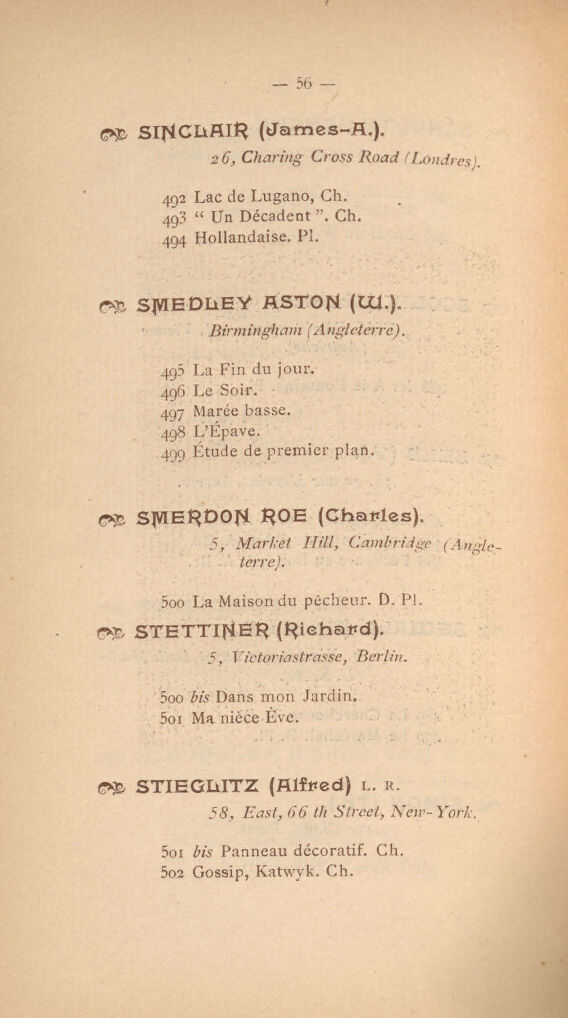 — 56 —
SINCLAIR (James-A.).
26, Charing Cross Road (Londres).
492 Lac de Lugano, Ch.
493 “ Un Décadent ”. Ch.
494 Hollandaise. Pl.
SMEDLEY ASTON (W.).
Birmingham (Angleterre).
495 La Fin du jour.
496 Le Soir.
497 Marée basse.
498 L’Épave.
499 Étude de premier plan.
SMERDON ROE (Charles).
5, Market Hill, Cambridge (Angle-
terre).
500 La Maison du pêcheur. D. Pl.
STETTINER (Richard).
5, Victoriastrasse, Berlin.
500 bis Dans mon Jardin.
501 Ma nièce Ève.
STIEGLITZ (Alfred) L. R.
58, East, 66 th Street, New-York.
501 bis Panneau décoratif. Ch.
502 Gossip, Katwyk. Ch.